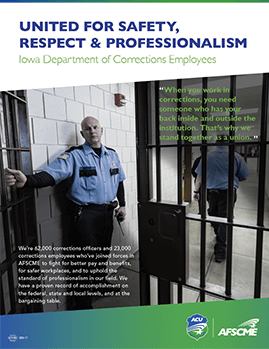 UNITED FOR SAFETY,
RESPECT & PROFESSIONALISM
Iowa Department of Corrections Employees
“When you work in
corrections, you need
someone who has your
back inside and outside the
institution. That's why we
stand together as a union.”
We're 62,000 corrections officers and 23,000
corrections employees who've joined forces in
AFSCME to fight for better pay and benefits,
for safer workplaces, and to uphold the
standard of professionalism in our field. We
have a proven record of accomplishment on
the federal, state and local levels, and at the
bargaining table.
ACU
AFSCME